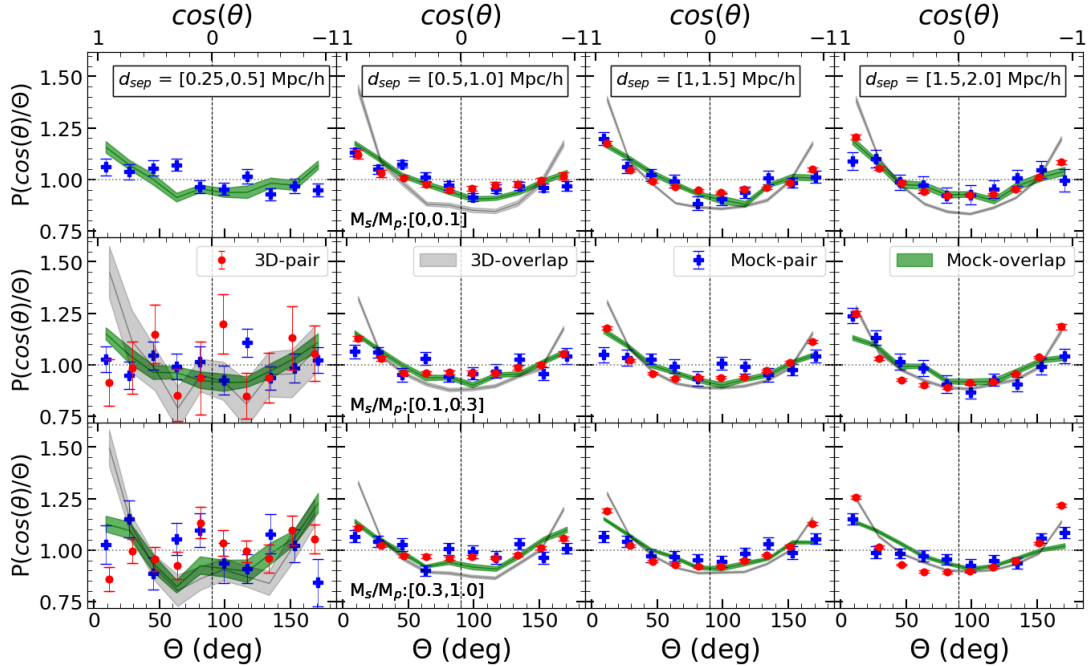 cos(θ) cos(θ) cos(θ) cos(θ)
1 0 −11 0 −11 0 −11 0 −1
d_sep = [0.25,0.5] Mpc/h d_sep = [0.5,1.0] Mpc/h d_sep = [1,1.5] Mpc/h d_sep = [1.5,2.0] Mpc/h
P(cos(θ)/Θ)
1.50
1.25
1.00
0.75
M_s/M_p:[0,0.1]
3D-pair 3D-overlap Mock-pair Mock-overlap
P(cos(θ)/Θ)
1.50
1.25
1.00
0.75
M_s/M_p:[0.1,0.3]
P(cos(θ)/Θ)
1.50
1.25
1.00
0.75
M_s/M_p:[0.3,1.0]
0 50 100 150 0 50 100 150 0 50 100 150 0 50 100 150
Θ (deg) Θ (deg) Θ (deg) Θ (deg)